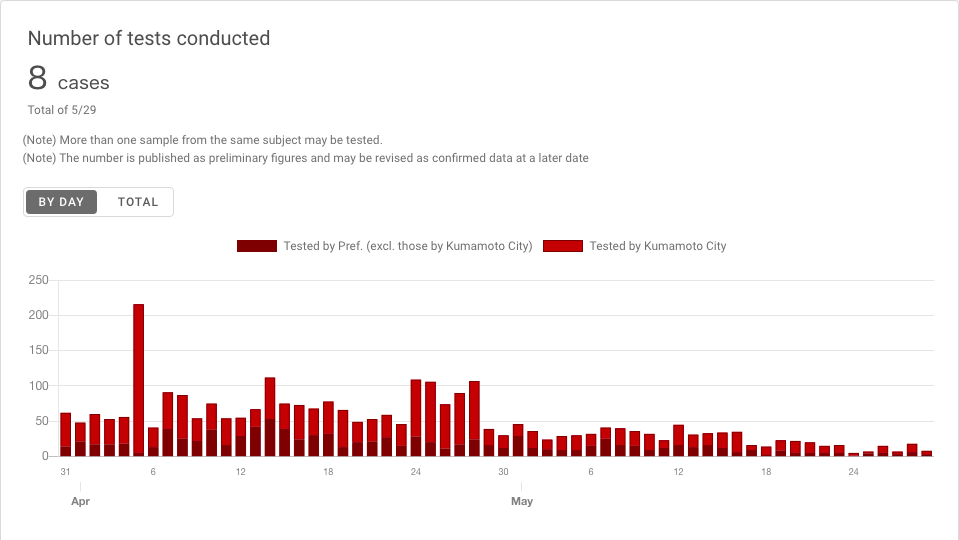 Number of tests conducted
8 cases
Total of 5/29
(Note) More than one sample from the same subject may be tested.
(Note) The number is published as preliminary figures and may be revised as confirmed data at a later date
BY DAY TOTAL
Tested by Pref. (excl. those by Kumamoto City) Tested by Kumamoto City
250
200
150
100
50
0
31 6 12 18 24 30 6 12 18 24
Apr May